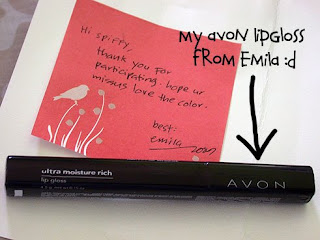 my avon lipgloss
from Emila :d
Hi spiffy,
thank you for
participating. hope ur
missus love the color.
best:
emila
ultra moisture rich
lip gloss
AVON